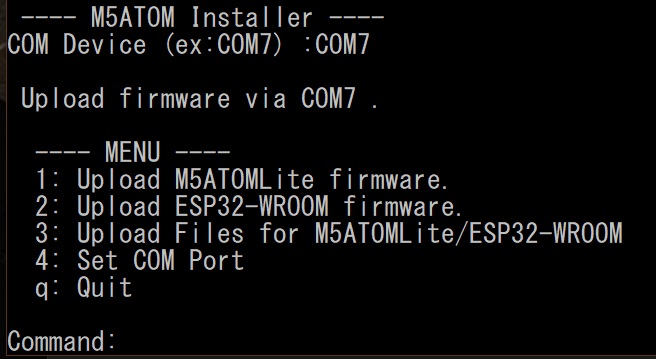 ---- M5ATOM Installer ----
COM Device (ex:COM7) :COM7
Upload firmware via COM7 .
---- MENU ----
1: Upload M5ATOMLite firmware.
2: Upload ESP32-WROOM firmware.
3: Upload Files for M5ATOMLite/ESP32-WROOM
4: Set COM Port
q: Quit
Command: